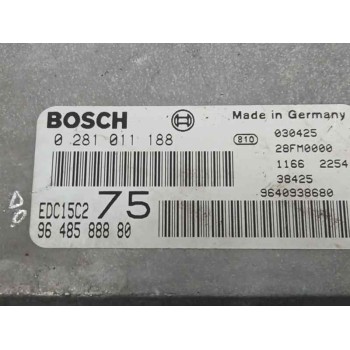 BOSCH
Made in Germany
0 281 011 188
810
030425
28FM0000
1166 2254
38425
9640938680
EDC15C2 75
96 485 888 80